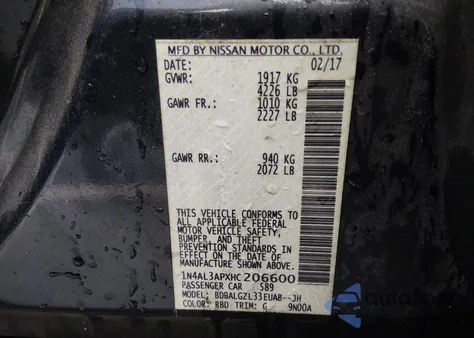 MFD BY NISSAN MOTOR CO., LTD.
DATE: 02/17
GVWR: 1917 KG
4226 LB
GAWR FR.: 1010 KG
2227 LB
GAWR RR.: 940 KG
2072 LB
THIS VEHICLE CONFORMS TO
ALL APPLICABLE FEDERAL
MOTOR VEHICLE SAFETY,
BUMPER, AND THEFT
PREVENTION STANDARDS IN
EFFECT ON THE DATE OF
MANUFACTURE SHOWN ABOVE.
1N4AL3APXHC206600
PASSENGER CAR 589
MODEL: BDBALGZL33EUA8--JH
COLOR: RBD TRIM: G 9N00A